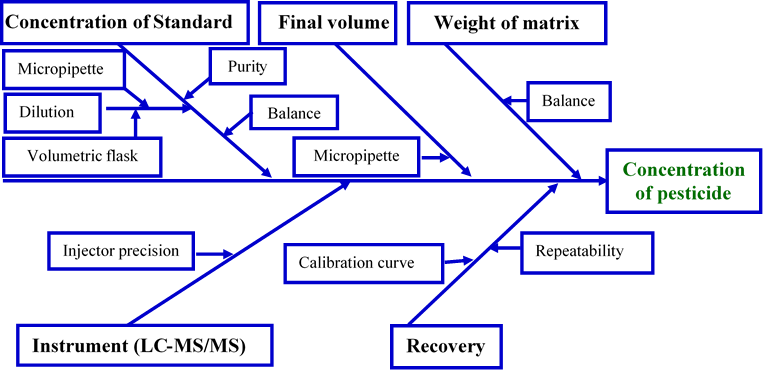 Concentration of Standard
Final volume
Weight of matrix
Micropipette
Purity
Dilution
Balance
Balance
Volumetric flask
Micropipette
Concentration
of pesticide
Injector precision
Calibration curve
Repeatability
Instrument (LC-MS/MS)
Recovery